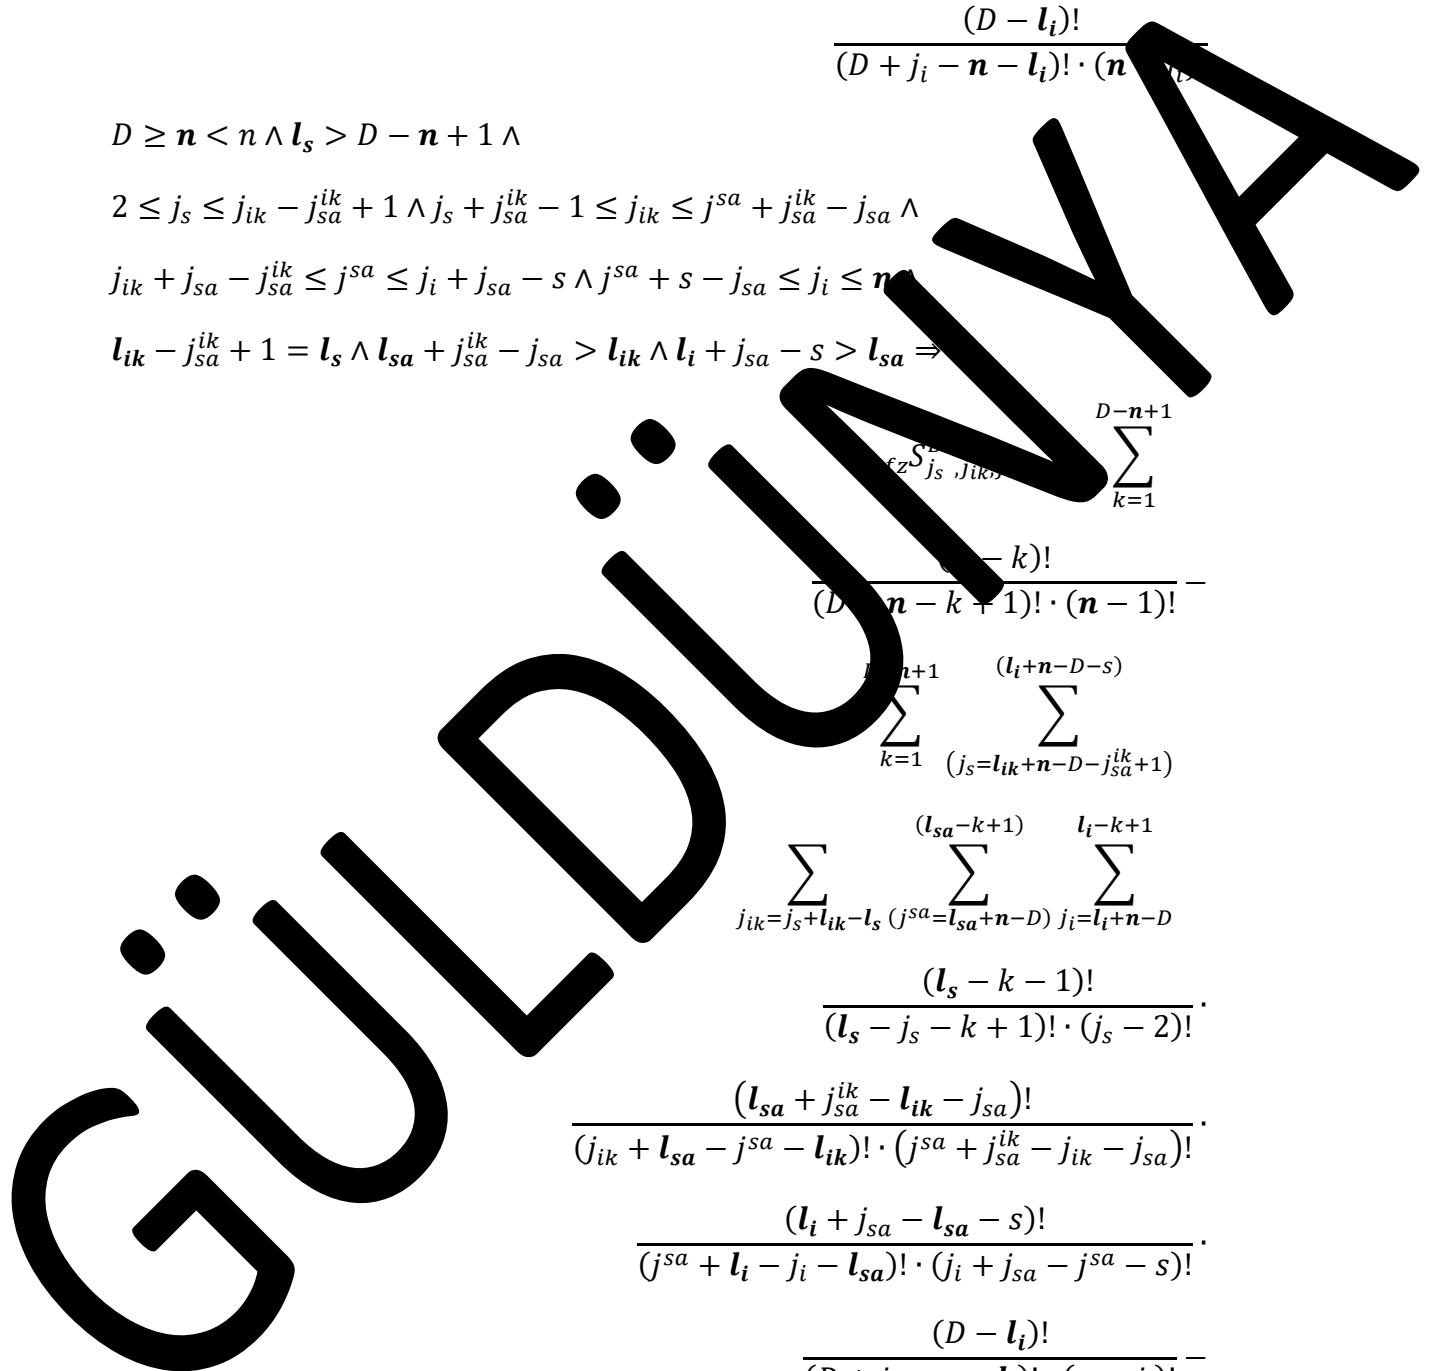 (D − l_i)!
(D + j_i − n − l_i)! · (n
D ≥ n < n ∧ l_s > D − n + 1 ∧
2 ≤ j_s ≤ j_ik − j_sa^ik + 1 ∧ j_s + j_sa^ik − 1 ≤ j_ik ≤ j^sa + j_sa^ik − j_sa ∧
j_ik + j_sa − j_sa^ik ≤ j^sa ≤ j_i + j_sa − s ∧ j^sa + s − j_sa ≤ j_i ≤ n ∧
l_ik − j_sa^ik + 1 = l_s ∧ l_sa + j_sa^ik − j_sa > l_ik ∧ l_i + j_sa − s > l_sa ⇒
D−n+1
fz S j_s ,j_ik, ∑
k=1
− k)!
(D n − k + 1)! · (n − 1)! −
n+1 (l_i+n−D−s)
∑ ∑
k=1 (j_s=l_ik+n−D−j_sa^ik+1)
(l_sa−k+1) l_i−k+1
∑ ∑ ∑
j_ik=j_s+l_ik−l_s (j^sa=l_sa+n−D) j_i=l_i+n−D
(l_s − k − 1)!
(l_s − j_s − k + 1)! · (j_s − 2)! ·
(l_sa + j_sa^ik − l_ik − j_sa)!
(j_ik + l_sa − j^sa − l_ik)! · (j^sa + j_sa^ik − j_ik − j_sa)! ·
(l_i + j_sa − l_sa − s)!
(j^sa + l_i − j_i − l_sa)! · (j_i + j_sa − j^sa − s)! ·
(D − l_i)!
−
GÜLDÜNYA